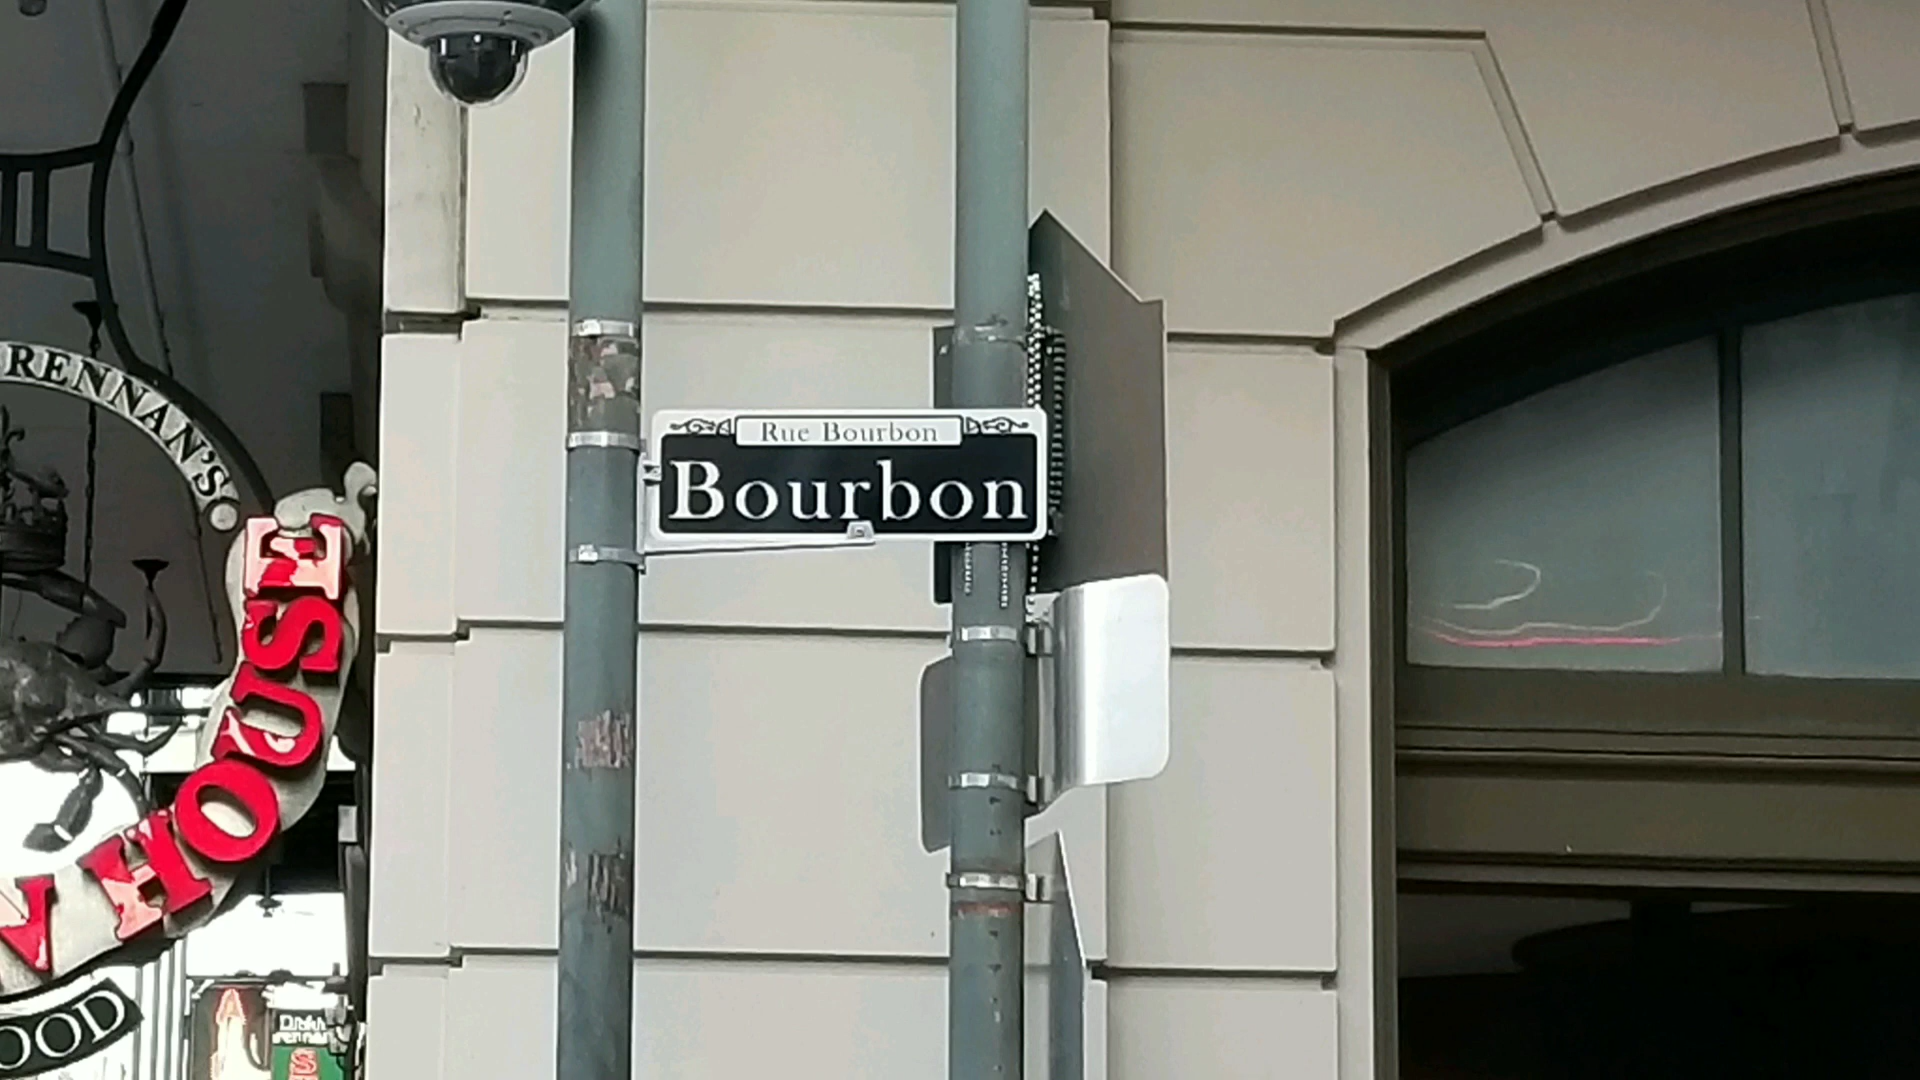 RENNAN'S
V HOUSE
OOD
Rue Bourbon
Bourbon